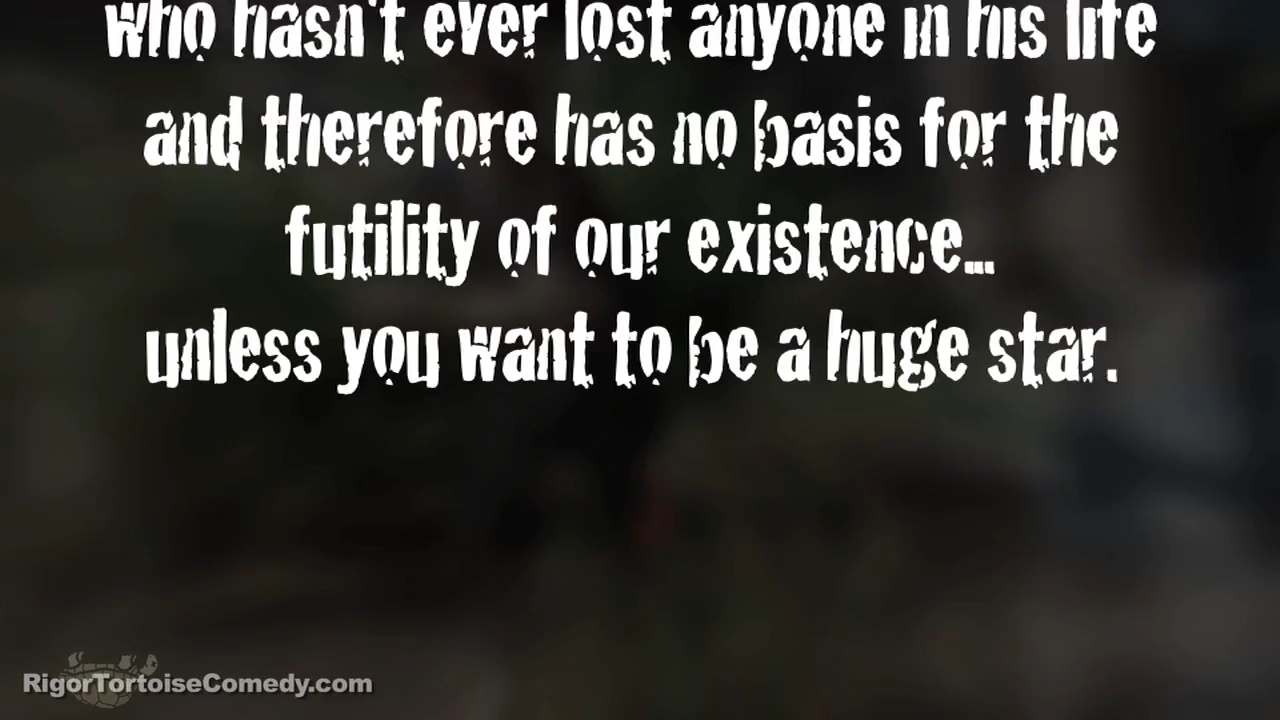 who hasn't ever lost anyone in his life
and therefore has no basis for the
futility of our existence...
unless you want to be a huge star.
RigorTortoiseComedy.com